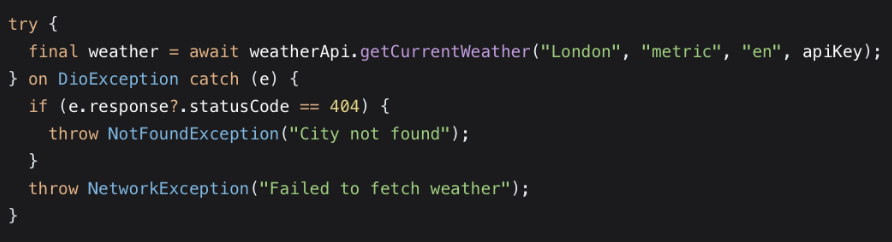 try {
  final weather = await weatherApi.getCurrentWeather("London", "metric", "en", apiKey);
} on DioException catch (e) {
  if (e.response?.statusCode == 404) {
    throw NotFoundException("City not found");
  }
  throw NetworkException("Failed to fetch weather");
}